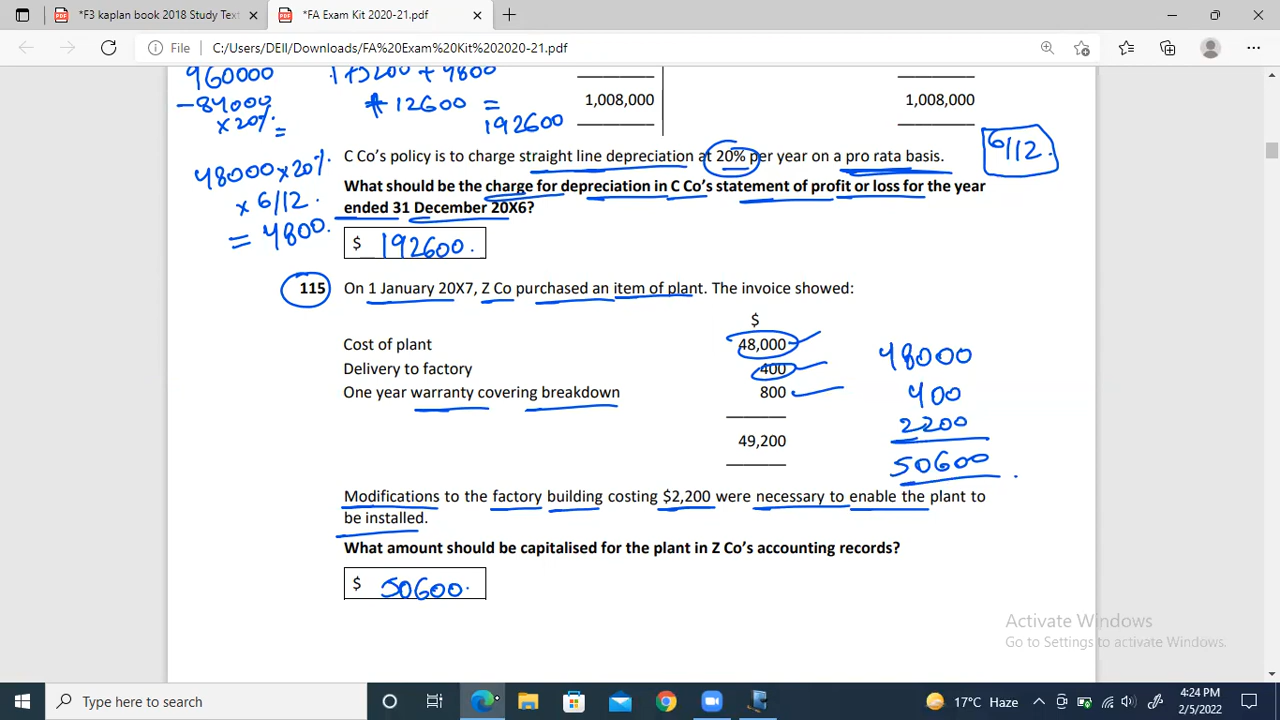 *F3 kaplan book 2018 Study Text
*FA Exam Kit 2020-21.pdf
File C:/Users/DEll/Downloads/FA%20Exam%20Kit%202020-21.pdf
960000
-84000
x 20%
=
+ 4800
12600 =
192600
1,008,000 1,008,000
6/12.
C Co's policy is to charge straight line depreciation at 20% per year on a pro rata basis.
48000 x 20%
x 6/12.
= 4800.
What should be the charge for depreciation in C Co's statement of profit or loss for the year
ended 31 December 20X6?
$ 192600.
115 On 1 January 20X7, Z Co purchased an item of plant. The invoice showed:
$
Cost of plant 48,000
Delivery to factory 400
One year warranty covering breakdown 800
49,200
48000
400
2200
50600
Modifications to the factory building costing $2,200 were necessary to enable the plant to
be installed.
What amount should be capitalised for the plant in Z Co's accounting records?
$ 50600.
Activate Windows
Go to Settings to activate Windows.
Type here to search
17°C Haze
4:24 PM
2/5/2022